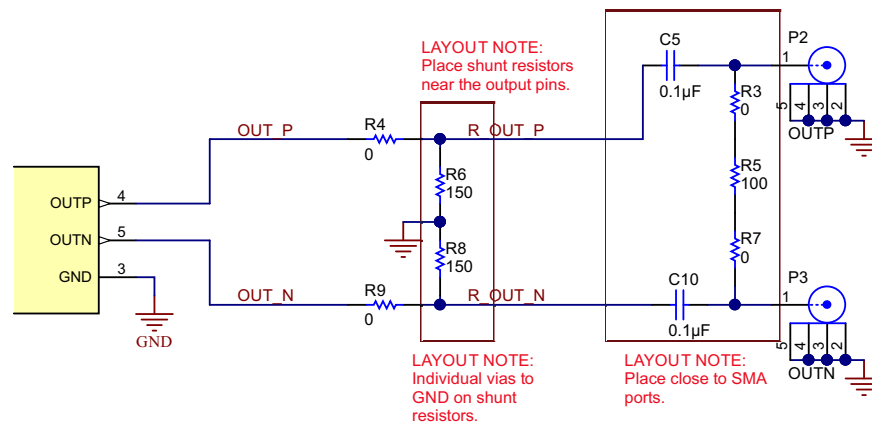 LAYOUT NOTE:
Place shunt resistors
near the output pins.
C5
0.1µF
P2
1
R3
0
5
4
3
2
OUTP
OUT_P
R4
0
R_OUT_P
R6
150
R5
100
OUTP
4
OUTN
5
GND
3
GND
R8
150
R7
0
OUT_N
R9
0
R_OUT_N
C10
0.1µF
P3
1
5
4
3
2
OUTN
LAYOUT NOTE:
Individual vias to
GND on shunt
resistors.
LAYOUT NOTE:
Place close to SMA
ports.